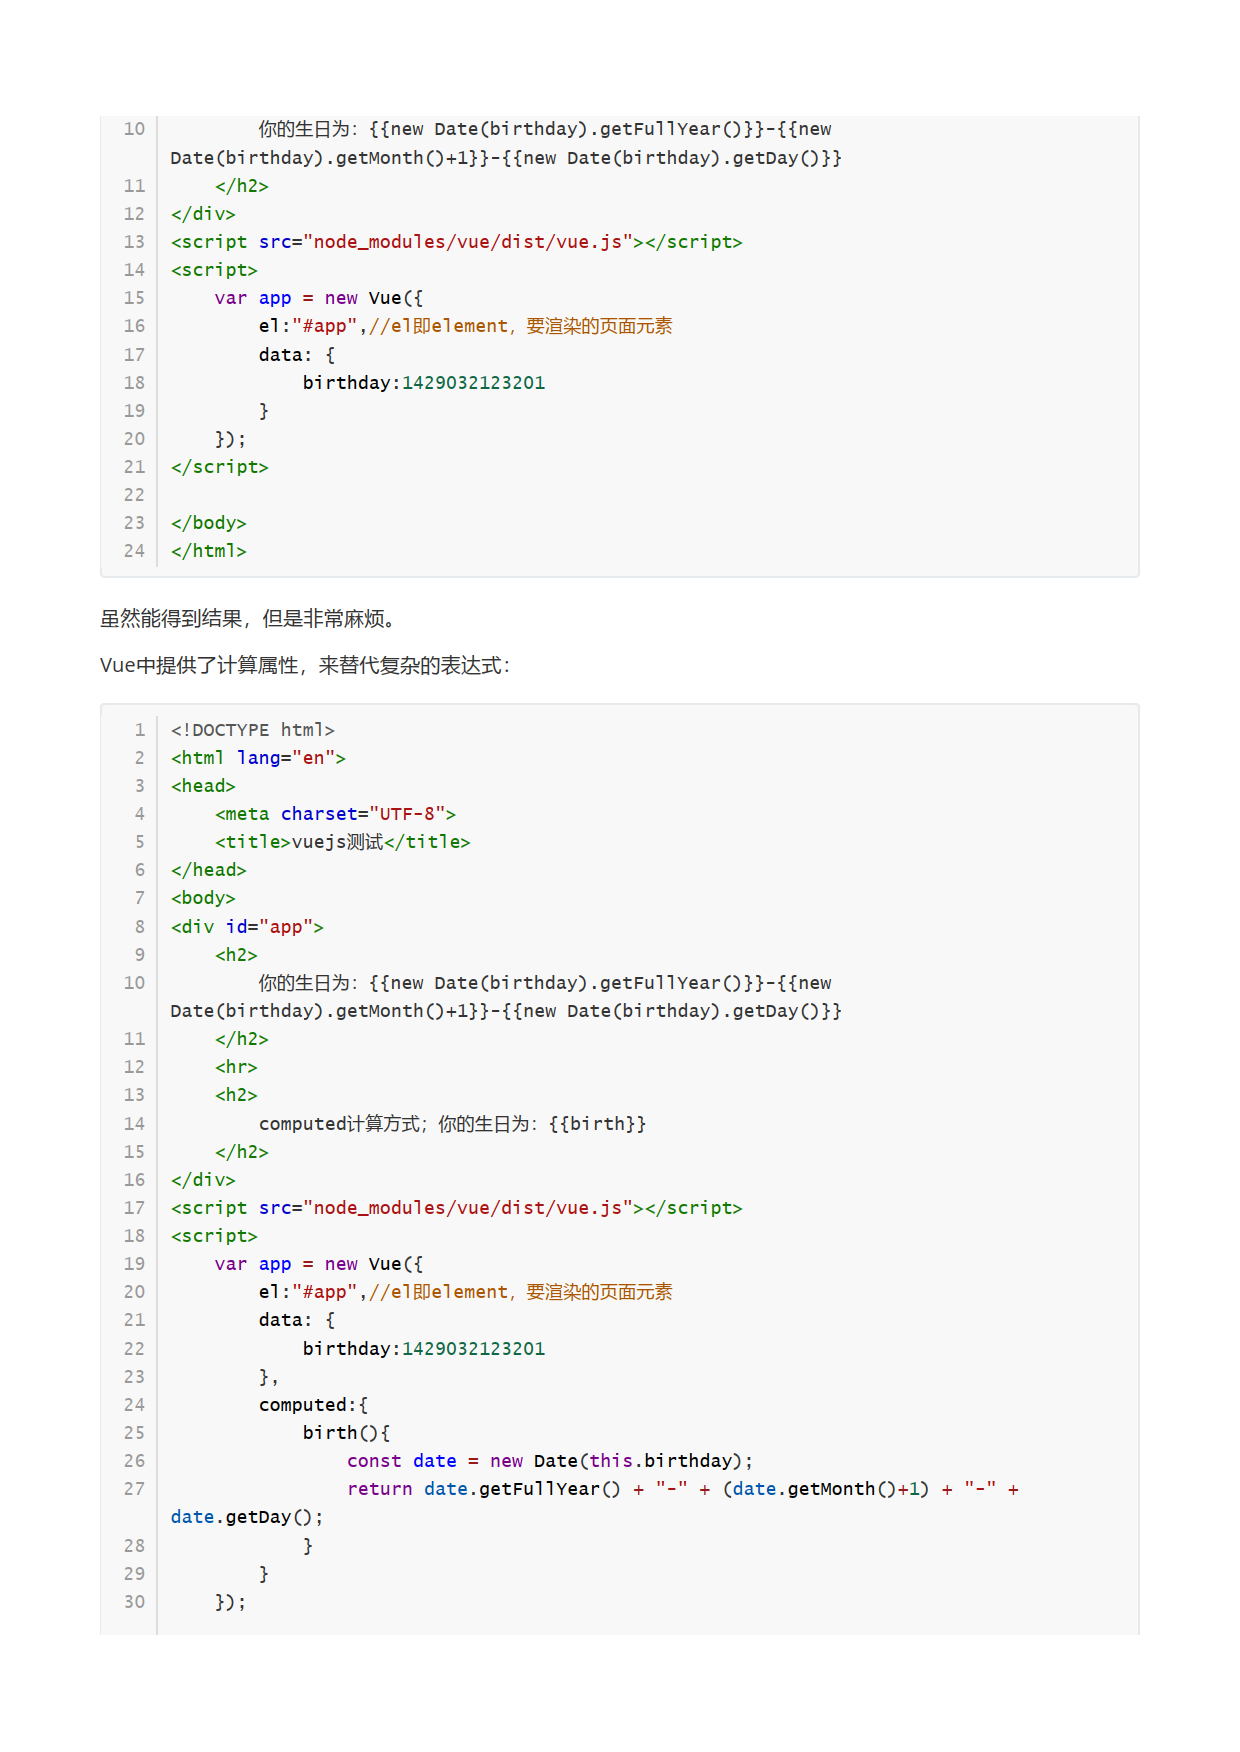 10        你的生日为：{{new Date(birthday).getFullYear()}}-{{new
Date(birthday).getMonth()+1}}-{{new Date(birthday).getDay()}}
11    </h2>
12</div>
13<script src="node_modules/vue/dist/vue.js"></script>
14<script>
15    var app = new Vue({
16        el:"#app",//el即element，要渲染的页面元素
17        data: {
18            birthday:1429032123201
19        }
20    });
21</script>
22
23</body>
24</html>
虽然能得到结果，但是非常麻烦。
Vue中提供了计算属性，来替代复杂的表达式：
1<!DOCTYPE html>
2<html lang="en">
3<head>
4    <meta charset="UTF-8">
5    <title>vuejs测试</title>
6</head>
7<body>
8<div id="app">
9    <h2>
10        你的生日为：{{new Date(birthday).getFullYear()}}-{{new
Date(birthday).getMonth()+1}}-{{new Date(birthday).getDay()}}
11    </h2>
12    <hr>
13    <h2>
14        computed计算方式；你的生日为：{{birth}}
15    </h2>
16</div>
17<script src="node_modules/vue/dist/vue.js"></script>
18<script>
19    var app = new Vue({
20        el:"#app",//el即element，要渲染的页面元素
21        data: {
22            birthday:1429032123201
23        },
24        computed:{
25            birth(){
26                const date = new Date(this.birthday);
27                return date.getFullYear() + "-" + (date.getMonth()+1) + "-" +
date.getDay();
28            }
29        }
30    });